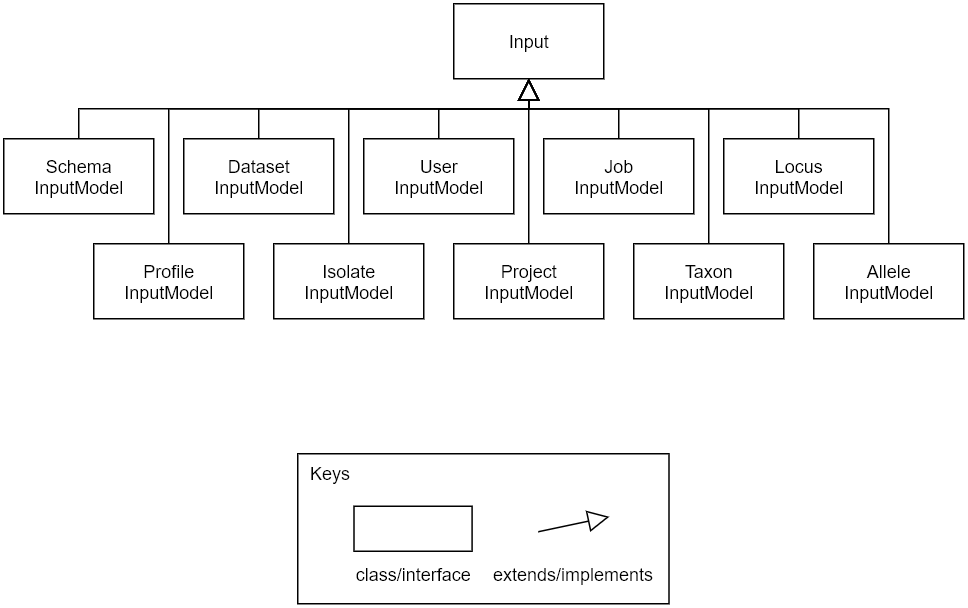 Input
Schema
InputModel
Dataset
InputModel
User
InputModel
Job
InputModel
Locus
InputModel
Profile
InputModel
Isolate
InputModel
Project
InputModel
Taxon
InputModel
Allele
InputModel
Keys
class/interface
extends/implements